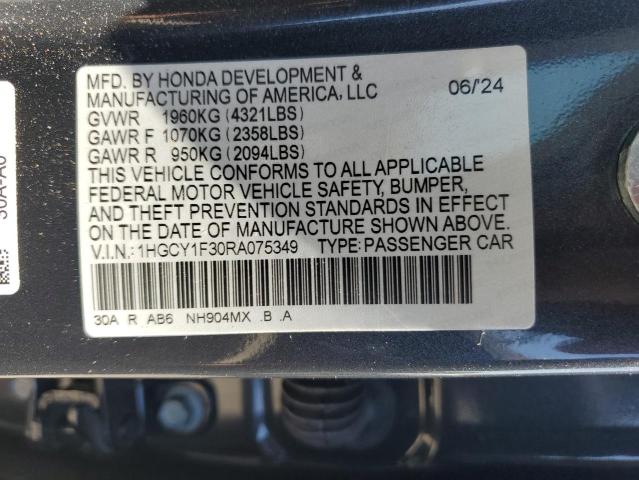 MFD. BY HONDA DEVELOPMENT &
MANUFACTURING OF AMERICA, LLC 06/'24
GVWR 1960KG (4321LBS)
GAWR F 1070KG (2358LBS)
GAWR R 950KG (2094LBS)
THIS VEHICLE CONFORMS TO ALL APPLICABLE
FEDERAL MOTOR VEHICLE SAFETY, BUMPER,
AND THEFT PREVENTION STANDARDS IN EFFECT
ON THE DATE OF MANUFACTURE SHOWN ABOVE.
V.I.N.: 1HGCY1F30RA075349 TYPE: PASSENGER CAR
30A R AB6 NH904MX .B .A
30A-A0